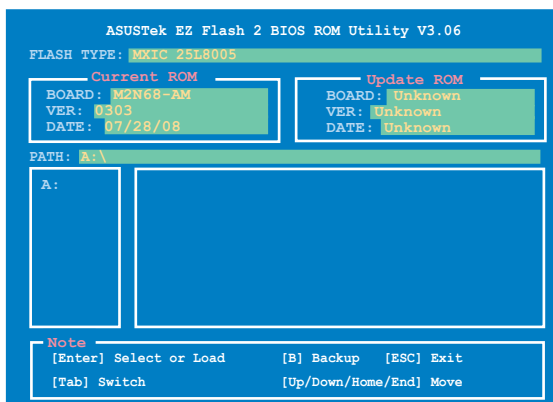 ASUSTek EZ Flash 2 BIOS ROM Utility V3.06
FLASH TYPE: MXIC 25L8005
Current ROM
BOARD: M2N68-AM
VER: 0303
DATE: 07/28/08
Update ROM
BOARD: Unknown
VER: Unknown
DATE: Unknown
PATH: A:\
A:
Note
[Enter] Select or Load [B] Backup [ESC] Exit
[Tab] Switch [Up/Down/Home/End] Move